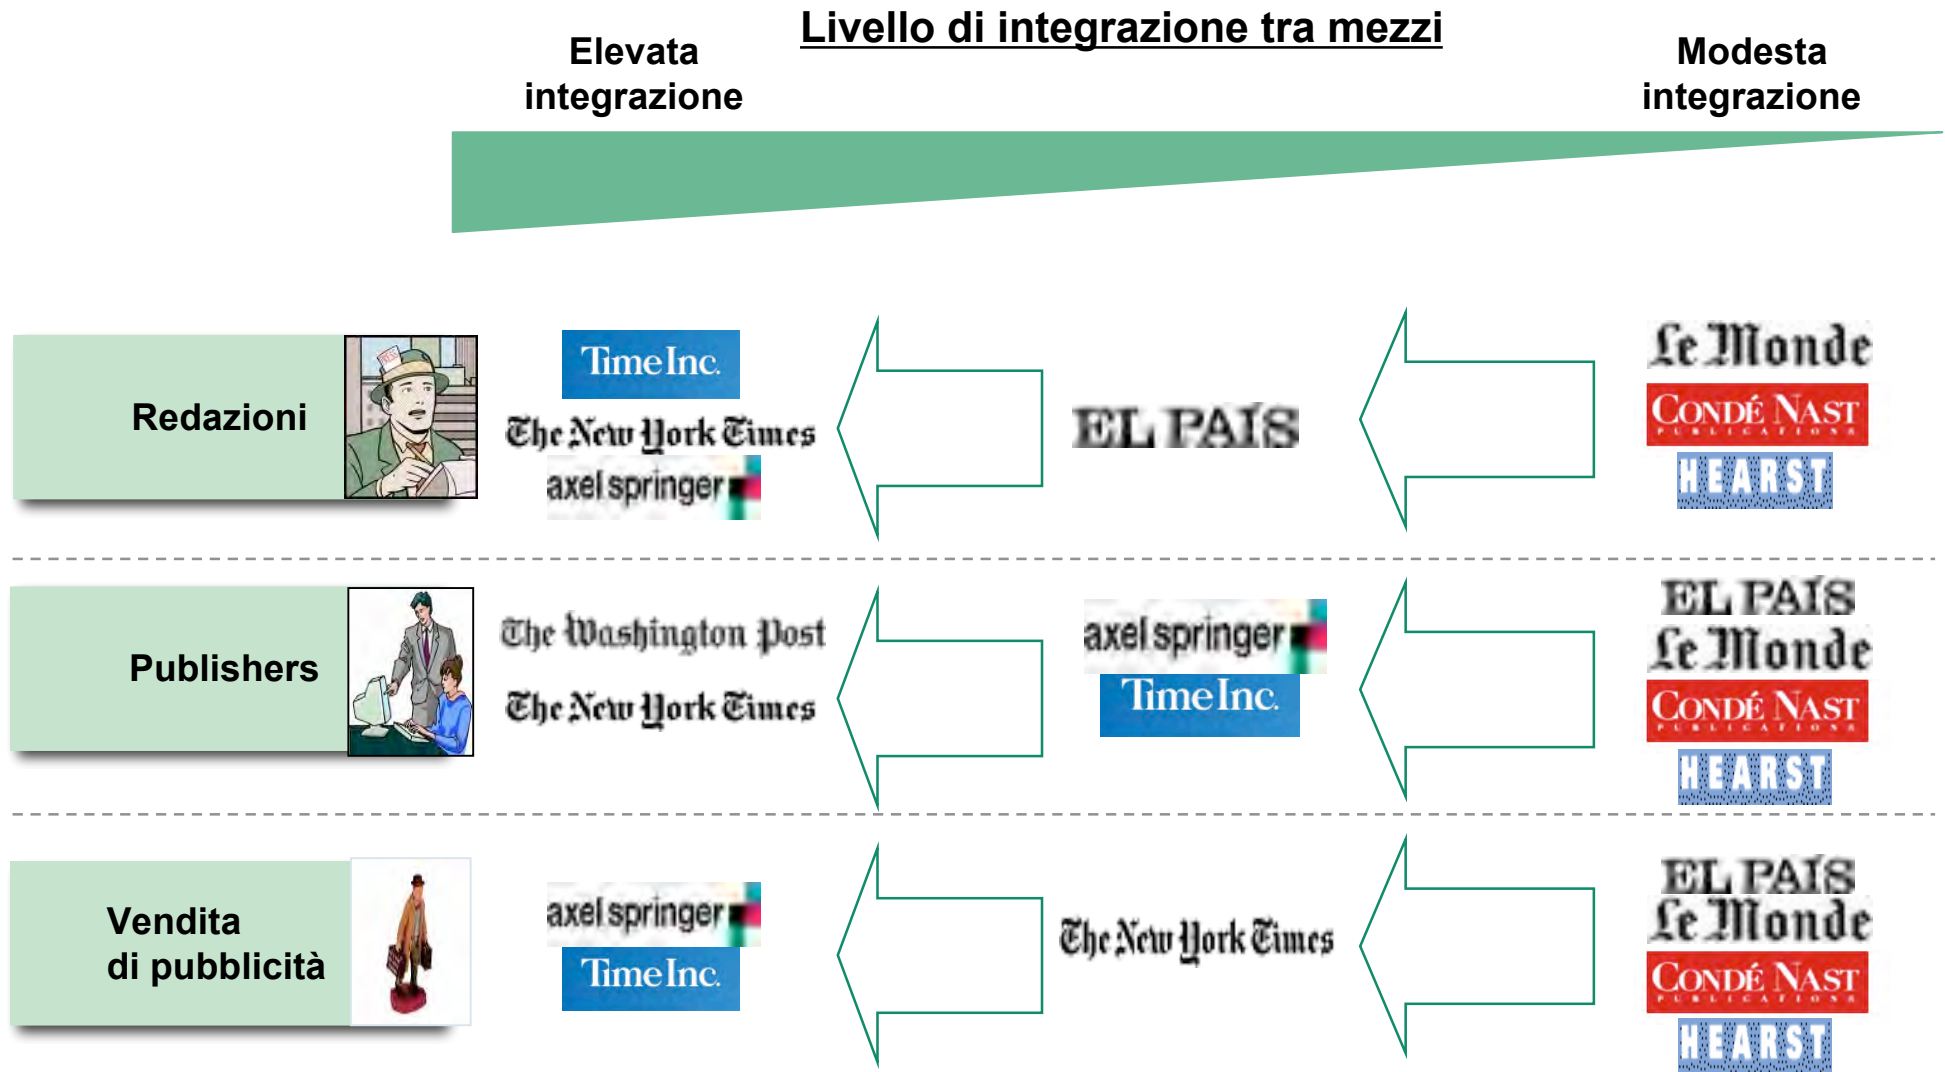 Livello di integrazione tra mezzi
Elevata
integrazione
Modesta
integrazione
Redazioni
Time Inc.
The New York Times
axel springer
EL PAÍS
Le Monde
CONDÉ NAST
PUBLICATIONS
HEARST
Publishers
The Washington Post
The New York Times
axel springer
Time Inc.
EL PAÍS
Le Monde
CONDÉ NAST
PUBLICATIONS
HEARST
Vendita
di pubblicità
axel springer
Time Inc.
The New York Times
EL PAÍS
Le Monde
CONDÉ NAST
PUBLICATIONS
HEARST